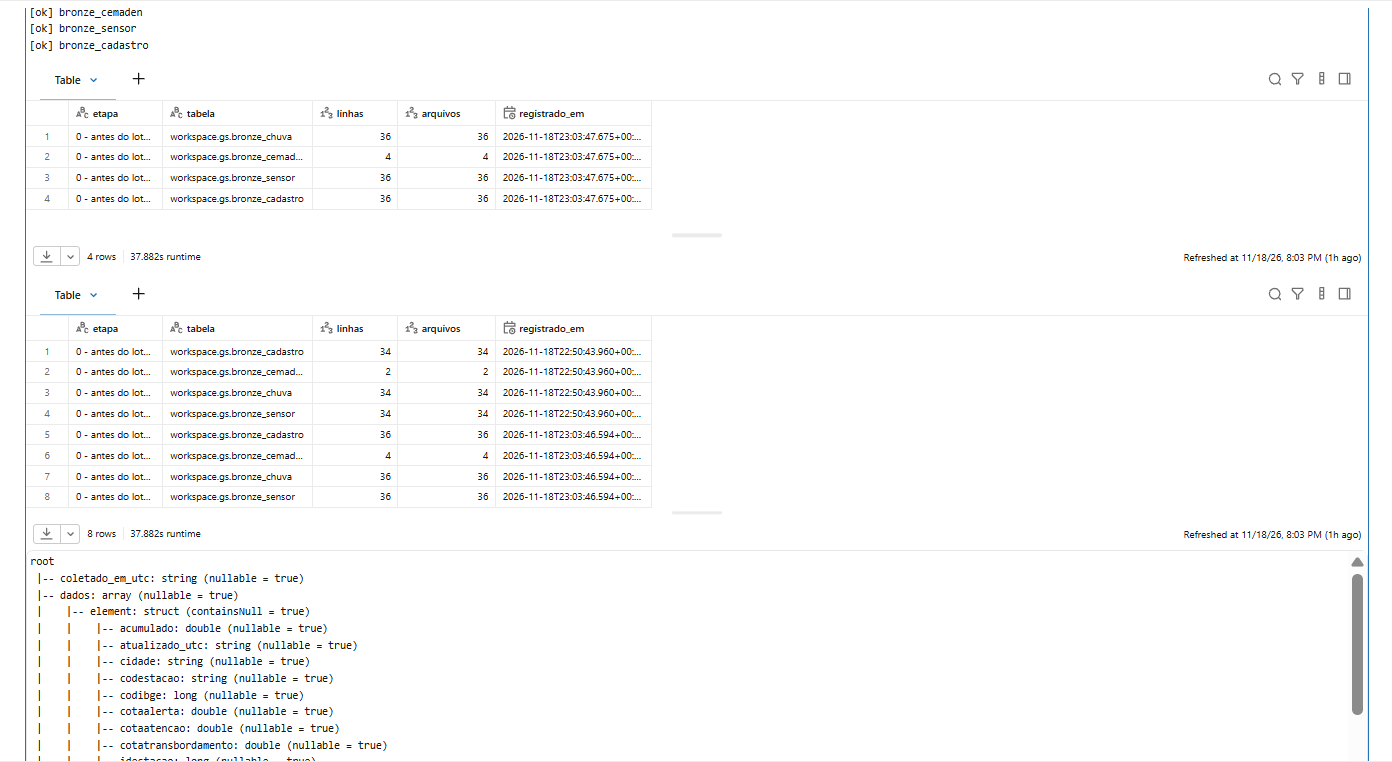 [ok] bronze_cemaden
[ok] bronze_sensor
[ok] bronze_cadastro
Table
etapa tabela linhas arquivos registrado_em
1 0 - antes do lot... workspace.gs.bronze_chuva 36 36 2026-11-18T23:03:47.675+00:...
2 0 - antes do lot... workspace.gs.bronze_cemad... 4 4 2026-11-18T23:03:47.675+00:...
3 0 - antes do lot... workspace.gs.bronze_sensor 36 36 2026-11-18T23:03:47.675+00:...
4 0 - antes do lot... workspace.gs.bronze_cadastro 36 36 2026-11-18T23:03:47.675+00:...
4 rows 37.882s runtime Refreshed at 11/18/26, 8:03 PM (1h ago)
Table
etapa tabela linhas arquivos registrado_em
1 0 - antes do lot... workspace.gs.bronze_cadastro 34 34 2026-11-18T22:50:43.960+00:...
2 0 - antes do lot... workspace.gs.bronze_cemad... 2 2 2026-11-18T22:50:43.960+00:...
3 0 - antes do lot... workspace.gs.bronze_chuva 34 34 2026-11-18T22:50:43.960+00:...
4 0 - antes do lot... workspace.gs.bronze_sensor 34 34 2026-11-18T22:50:43.960+00:...
5 0 - antes do lot... workspace.gs.bronze_cadastro 36 36 2026-11-18T23:03:46.594+00:...
6 0 - antes do lot... workspace.gs.bronze_cemad... 4 4 2026-11-18T23:03:46.594+00:...
7 0 - antes do lot... workspace.gs.bronze_chuva 36 36 2026-11-18T23:03:46.594+00:...
8 0 - antes do lot... workspace.gs.bronze_sensor 36 36 2026-11-18T23:03:46.594+00:...
8 rows 37.882s runtime Refreshed at 11/18/26, 8:03 PM (1h ago)
root
|-- coletado_em_utc: string (nullable = true)
|-- dados: array (nullable = true)
| |-- element: struct (containsNull = true)
| | |-- acumulado: double (nullable = true)
| | |-- atualizado_utc: string (nullable = true)
| | |-- cidade: string (nullable = true)
| | |-- codestacao: string (nullable = true)
| | |-- codibge: long (nullable = true)
| | |-- cotaalerta: double (nullable = true)
| | |-- cotaatencao: double (nullable = true)
| | |-- cotatransbordamento: double (nullable = true)
| | |-- idestacao: long (nullable = true)